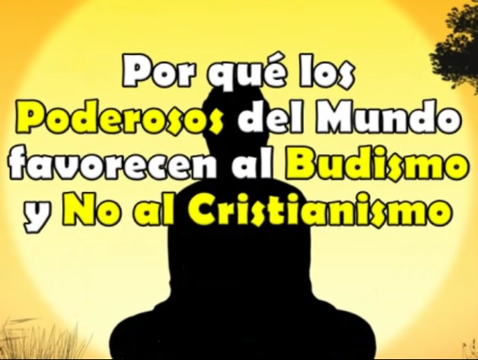 Por qué los
Poderosos del Mundo
favorecen al Budismo
y No al Cristianismo